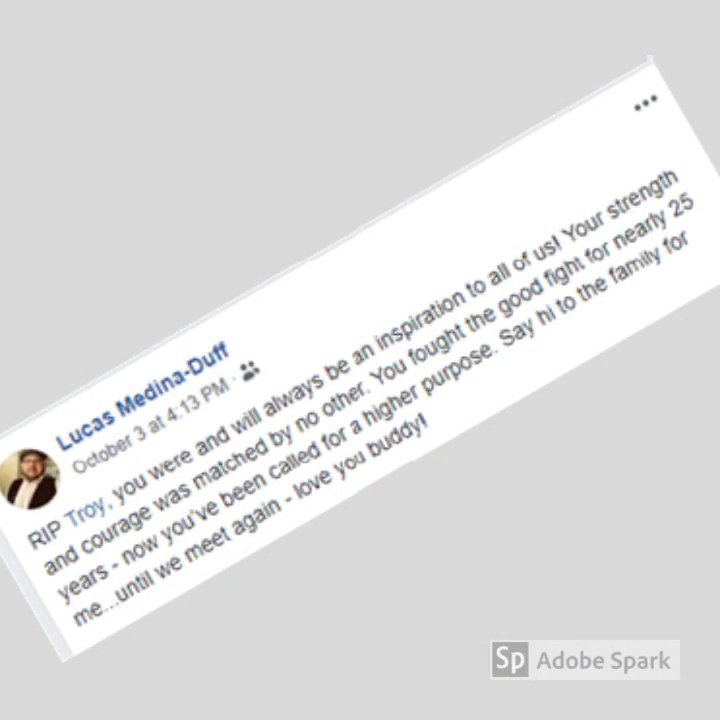 Lucas Medina-Duff
October 3 at 4:13 PM ·
RIP Troy, you were and will always be an inspiration to all of us! Your strength
and courage was matched by no other. You fought the good fight for nearly 25
years - now you've been called for a higher purpose. Say hi to the family for
me...until we meet again - love you buddy!
Sp Adobe Spark